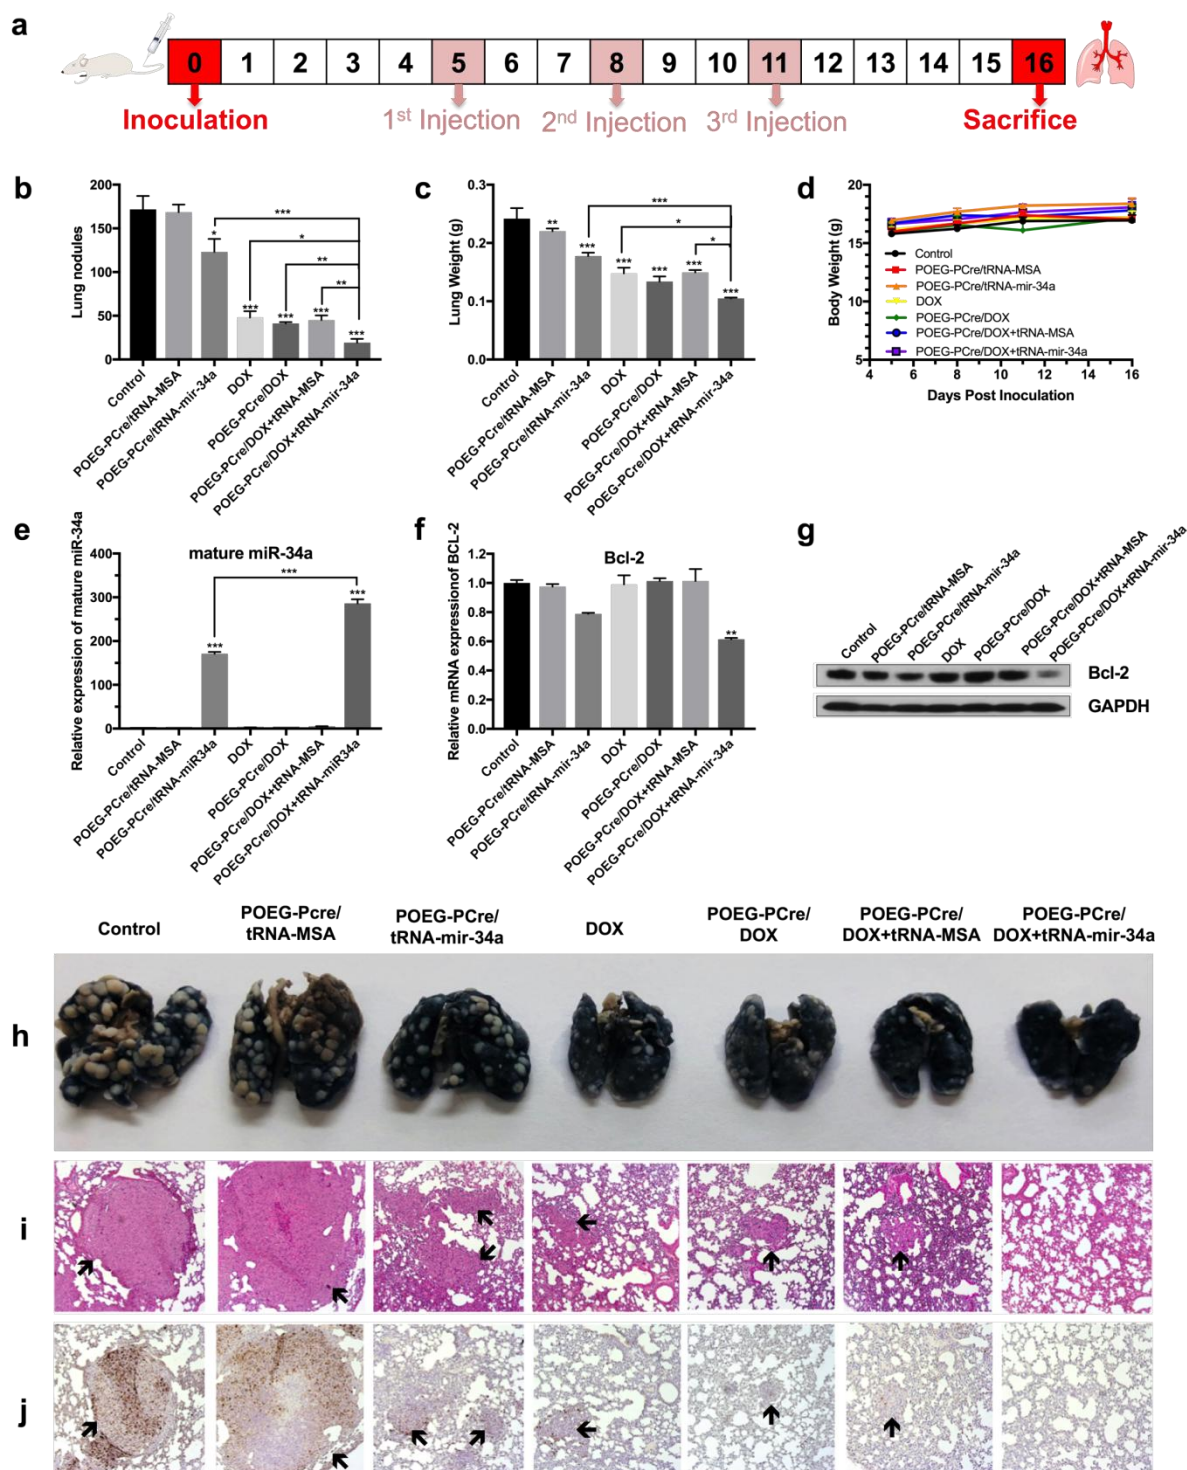 a
0 1 2 3 4 5 6 7 8 9 10 11 12 13 14 15 16
Inoculation 1st Injection 2nd Injection 3rd Injection Sacrifice
b
Lung nodules
200
150
100
50
0
***
*
**
**
*
***
***
***
***
Control
POEG-PCre/tRNA-MSA
POEG-PCre/tRNA-mir-34a
DOX
POEG-PCre/DOX
POEG-PCre/DOX+tRNA-MSA
POEG-PCre/DOX+tRNA-mir-34a
c
Lung Weight (g)
0.3
0.2
0.1
0.0
***
*
*
**
***
***
***
***
***
Control
POEG-PCre/tRNA-MSA
POEG-PCre/tRNA-mir-34a
DOX
POEG-PCre/DOX
POEG-PCre/DOX+tRNA-MSA
POEG-PCre/DOX+tRNA-mir-34a
d
Body Weight (g)
20
15
10
5
Control
POEG-PCre/tRNA-MSA
POEG-PCre/tRNA-mir-34a
DOX
POEG-PCre/DOX
POEG-PCre/DOX+tRNA-MSA
POEG-PCre/DOX+tRNA-mir-34a
4 6 8 10 12 14 16
Days Post Inoculation
e
Relative expression of mature miR-34a
mature miR-34a
400
300
200
100
0
***
***
***
Control
POEG-PCre/tRNA-MSA
POEG-PCre/tRNA-miR34a
DOX
POEG-PCre/DOX
POEG-PCre/DOX+tRNA-MSA
POEG-PCre/DOX+tRNA-miR34a
f
Relative mRNA expressionof BCL-2
Bcl-2
1.2
1.0
0.8
0.6
0.4
0.2
0.0
**
Control
POEG-PCre/tRNA-MSA
POEG-PCre/tRNA-mir-34a
DOX
POEG-PCre/DOX
POEG-PCre/DOX+tRNA-MSA
POEG-PCre/DOX+tRNA-mir-34a
g
Control
POEG-PCre/tRNA-MSA
POEG-PCre/tRNA-mir-34a
DOX
POEG-PCre/DOX
POEG-PCre/DOX+tRNA-MSA
POEG-PCre/DOX+tRNA-mir-34a
Bcl-2
GAPDH
Control
POEG-Pcre/
tRNA-MSA
POEG-PCre/
tRNA-mir-34a
DOX
POEG-PCre/
DOX
POEG-PCre/
DOX+tRNA-MSA
POEG-PCre/
DOX+tRNA-mir-34a
h
i
j